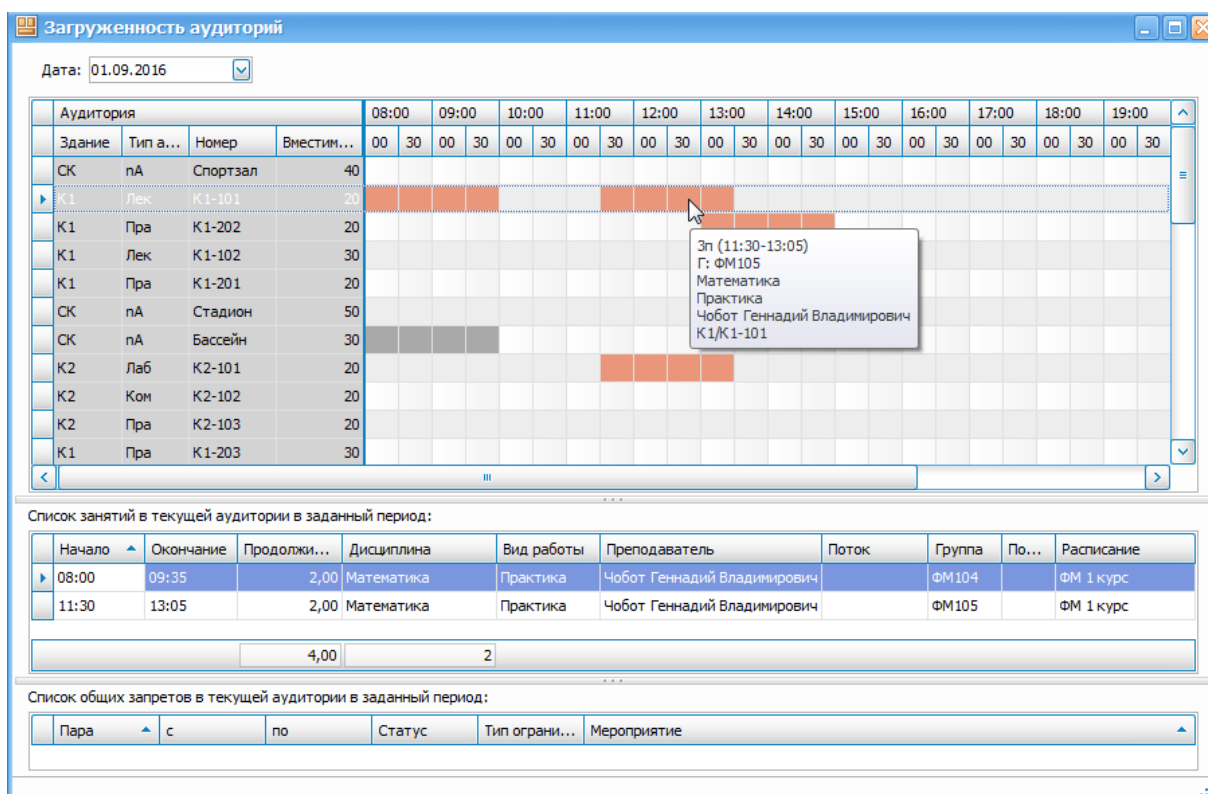 Загруженность аудиторий
Дата: 01.09.2016
Аудитория 08:00 09:00 10:00 11:00 12:00 13:00 14:00 15:00 16:00 17:00 18:00 19:00
Здание Тип а... Номер Вместим... 00 30 00 30 00 30 00 30 00 30 00 30 00 30 00 30 00 30 00 30 00 30 00 30
СК пА Спортзал 40
К1 Лек К1-101 20
К1 Пра К1-202 20
К1 Лек К1-102 30
К1 Пра К1-201 20
СК пА Стадион 50
СК пА Бассейн 30
К2 Лаб К2-101 20
К2 Ком К2-102 20
К2 Пра К2-103 20
К1 Пра К1-203 30
3п (11:30-13:05)
Г: ФМ105
Математика
Практика
Чобот Геннадий Владимирович
К1/К1-101
Список занятий в текущей аудитории в заданный период:
Начало Окончание Продолжи... Дисциплина Вид работы Преподаватель Поток Группа По... Расписание
08:00 09:35 2,00 Математика Практика Чобот Геннадий Владимирович ФМ104 ФМ 1 курс
11:30 13:05 2,00 Математика Практика Чобот Геннадий Владимирович ФМ105 ФМ 1 курс
4,00 2
Список общих запретов в текущей аудитории в заданный период:
Пара с по Статус Тип ограни... Мероприятие